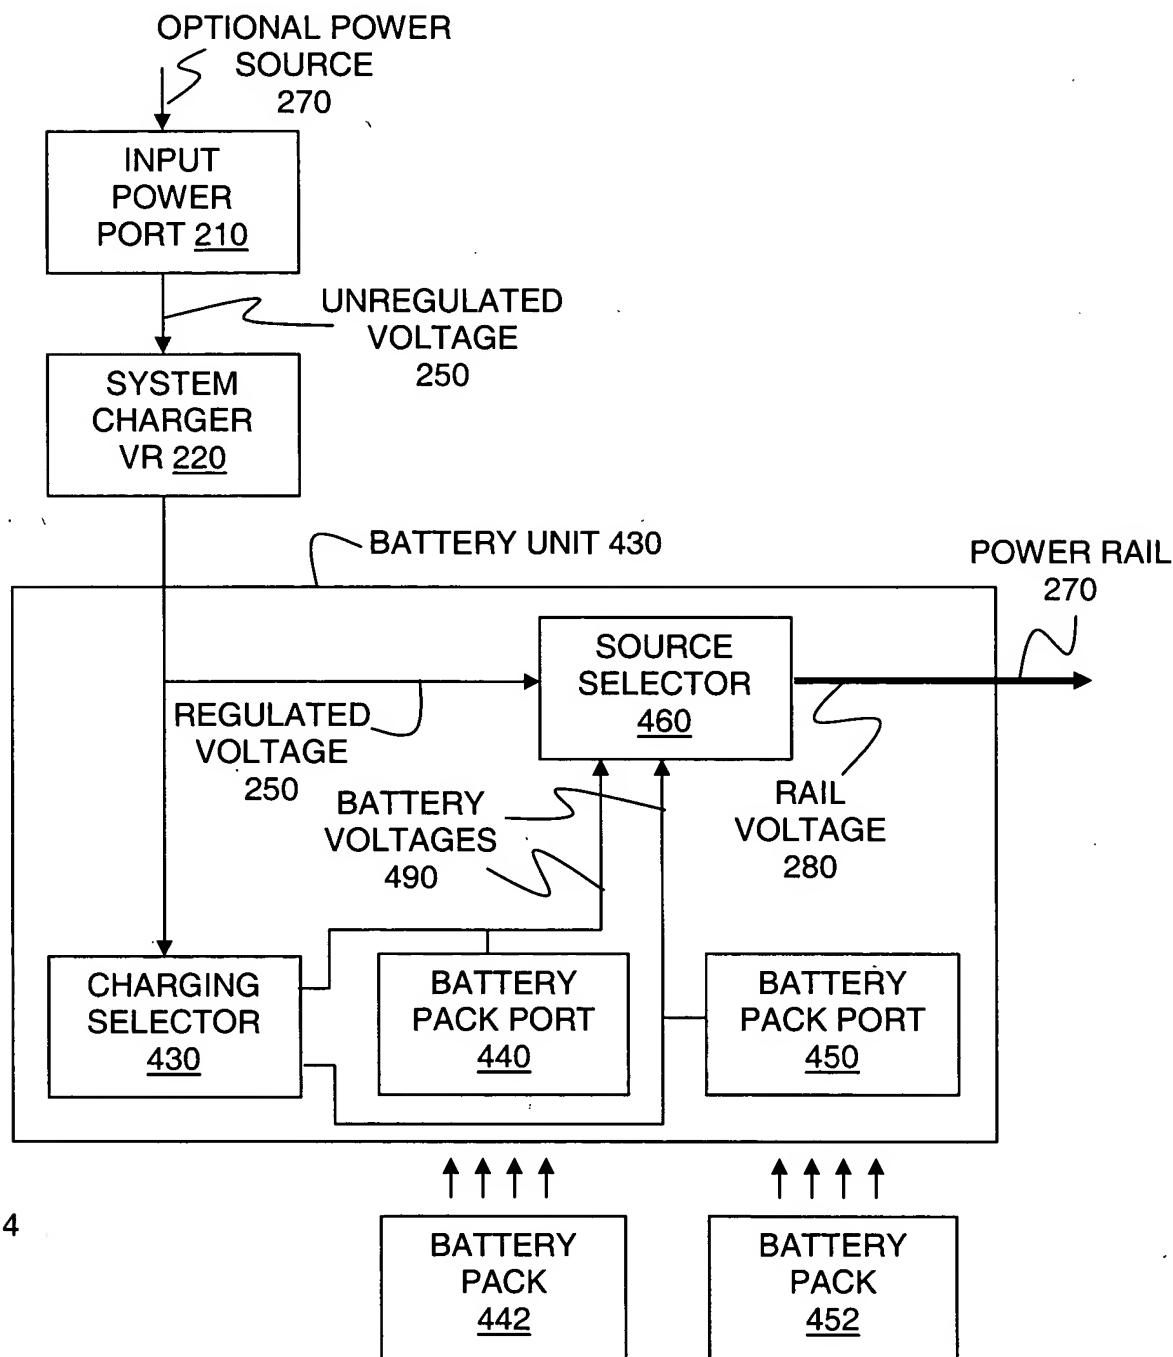 OPTIONAL POWER
SOURCE
270
INPUT
POWER
PORT 210
UNREGULATED
VOLTAGE
250
SYSTEM
CHARGER
VR 220
BATTERY UNIT 430
POWER RAIL
270
SOURCE
SELECTOR
460
REGULATED
VOLTAGE
250
BATTERY
VOLTAGES
490
RAIL
VOLTAGE
280
CHARGING
SELECTOR
430
BATTERY
PACK PORT
440
BATTERY
PACK PORT
450
4
BATTERY
PACK
442
BATTERY
PACK
452